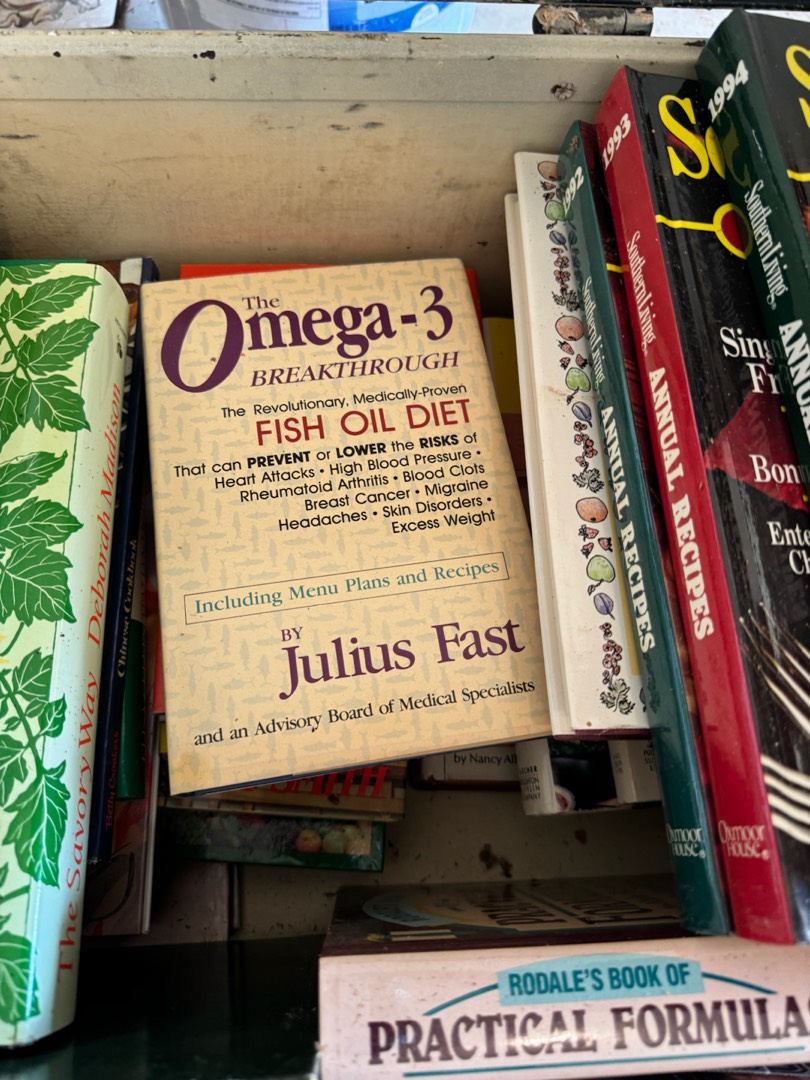 The Savory Way Deborah Madison
Chinese Cookbook
The
Omega-3
BREAKTHROUGH
The Revolutionary, Medically-Proven
FISH OIL DIET
That can PREVENT or LOWER the RISKS of
Heart Attacks • High Blood Pressure •
Rheumatoid Arthritis • Blood Clots
Breast Cancer • Migraine
Headaches • Skin Disorders •
Excess Weight
Including Menu Plans and Recipes
BY
Julius Fast
and an Advisory Board of Medical Specialists
SMITH
by Nancy
1992
Southern Living
ANNUAL RECIPES
Oxmoor
House®
1993
Southern Living
ANNUAL RECIPES
Oxmoor
House®
1994
Southern Living
RODALE'S BOOK OF
PRACTICAL FORMULAS